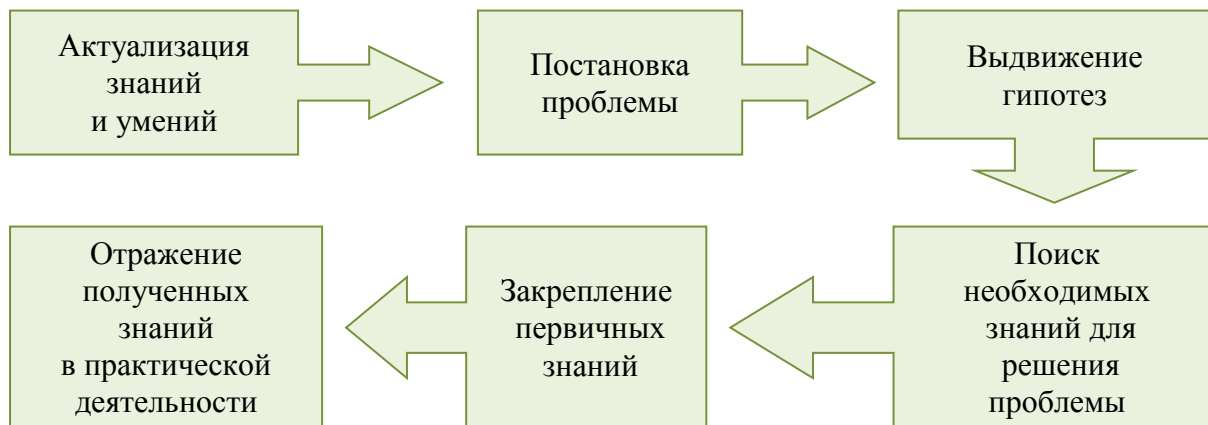 Актуализация
знаний
и умений
Постановка
проблемы
Выдвижение
гипотез
Поиск
необходимых
знаний для
решения
проблемы
Закрепление
первичных
знаний
Отражение
полученных
знаний
в практической
деятельности